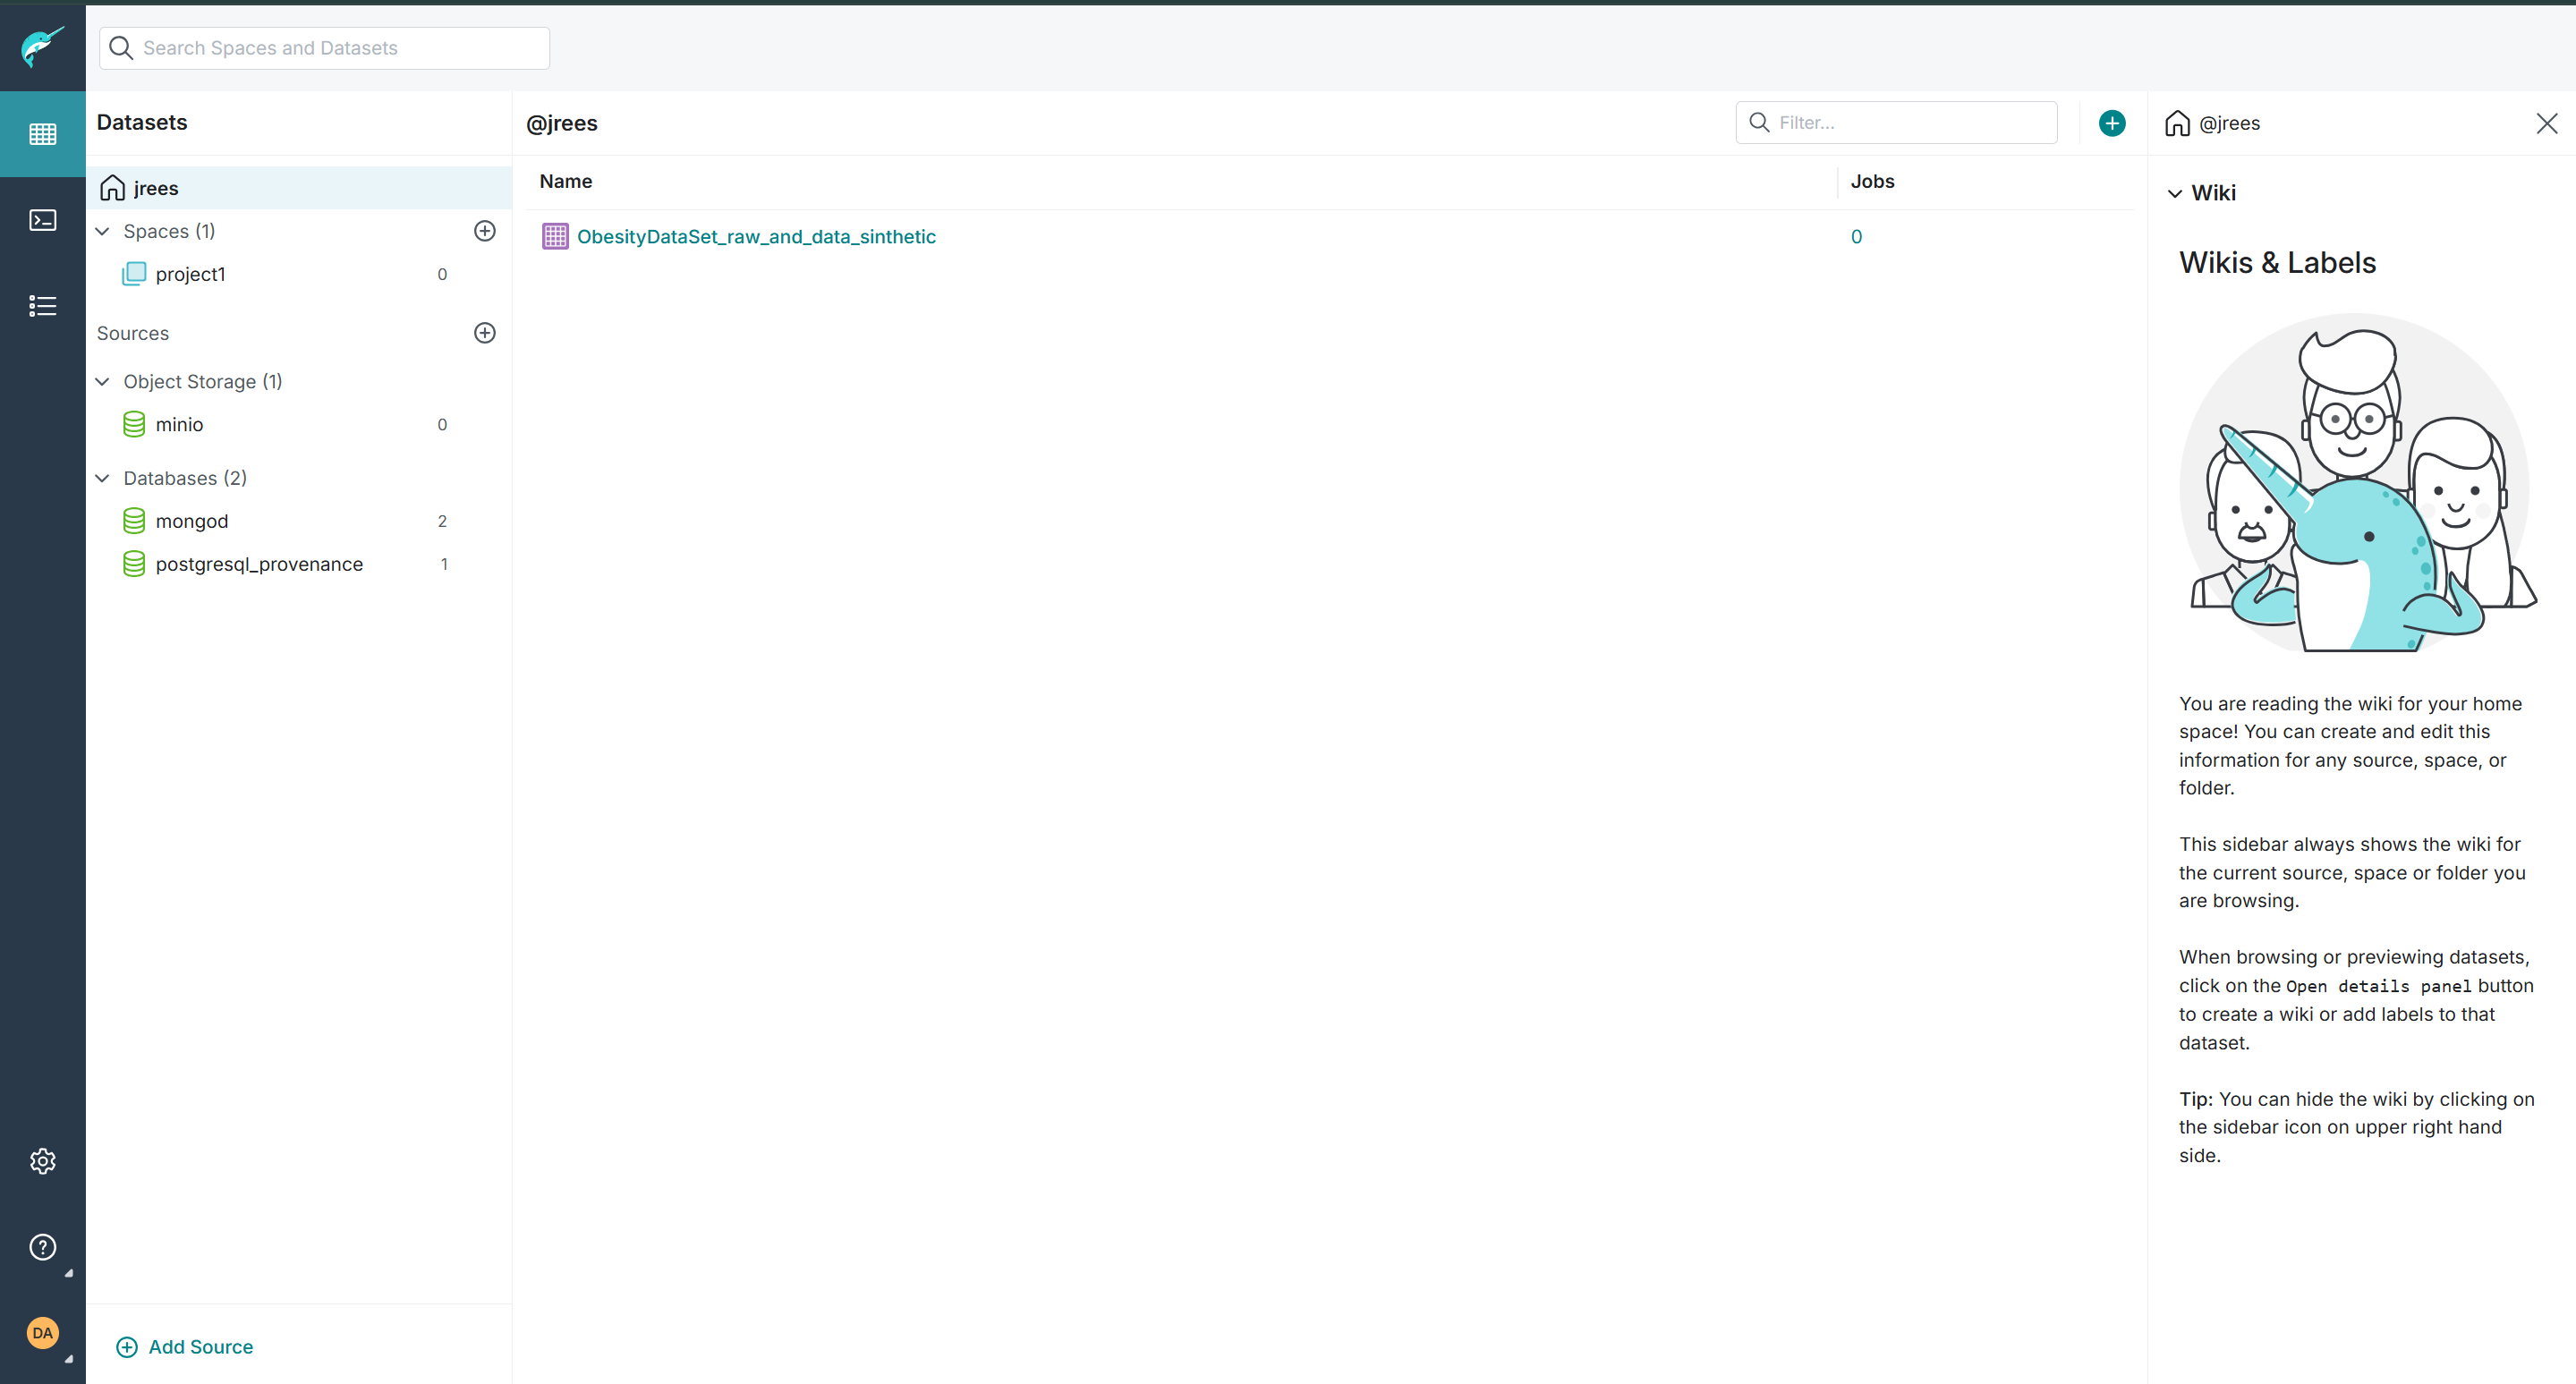 Search Spaces and Datasets
Datasets
jrees
Spaces (1)
project1 0
Sources
Object Storage (1)
minio 0
Databases (2)
mongod 2
postgresql_provenance 1
Add Source
DA
@jrees
Filter...
Name Jobs
ObesityDataSet_raw_and_data_sinthetic 0
@jrees
Wiki
Wikis & Labels
You are reading the wiki for your home
space! You can create and edit this
information for any source, space, or
folder.
This sidebar always shows the wiki for
the current source, space or folder you
are browsing.
When browsing or previewing datasets,
click on the Open details panel button
to create a wiki or add labels to that
dataset.
Tip: You can hide the wiki by clicking on
the sidebar icon on upper right hand
side.